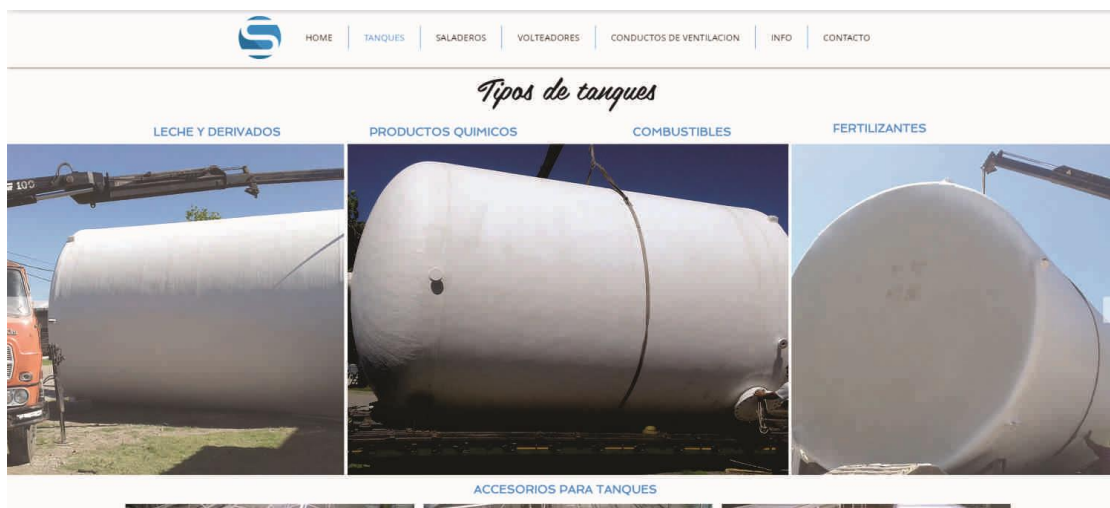 HOME TANQUES SALADEROS VOLTEADORES CONDUCTOS DE VENTILACION INFO CONTACTO
Tipos de tanques
LECHE Y DERIVADOS PRODUCTOS QUIMICOS COMBUSTIBLES FERTILIZANTES
100
ACCESORIOS PARA TANQUES